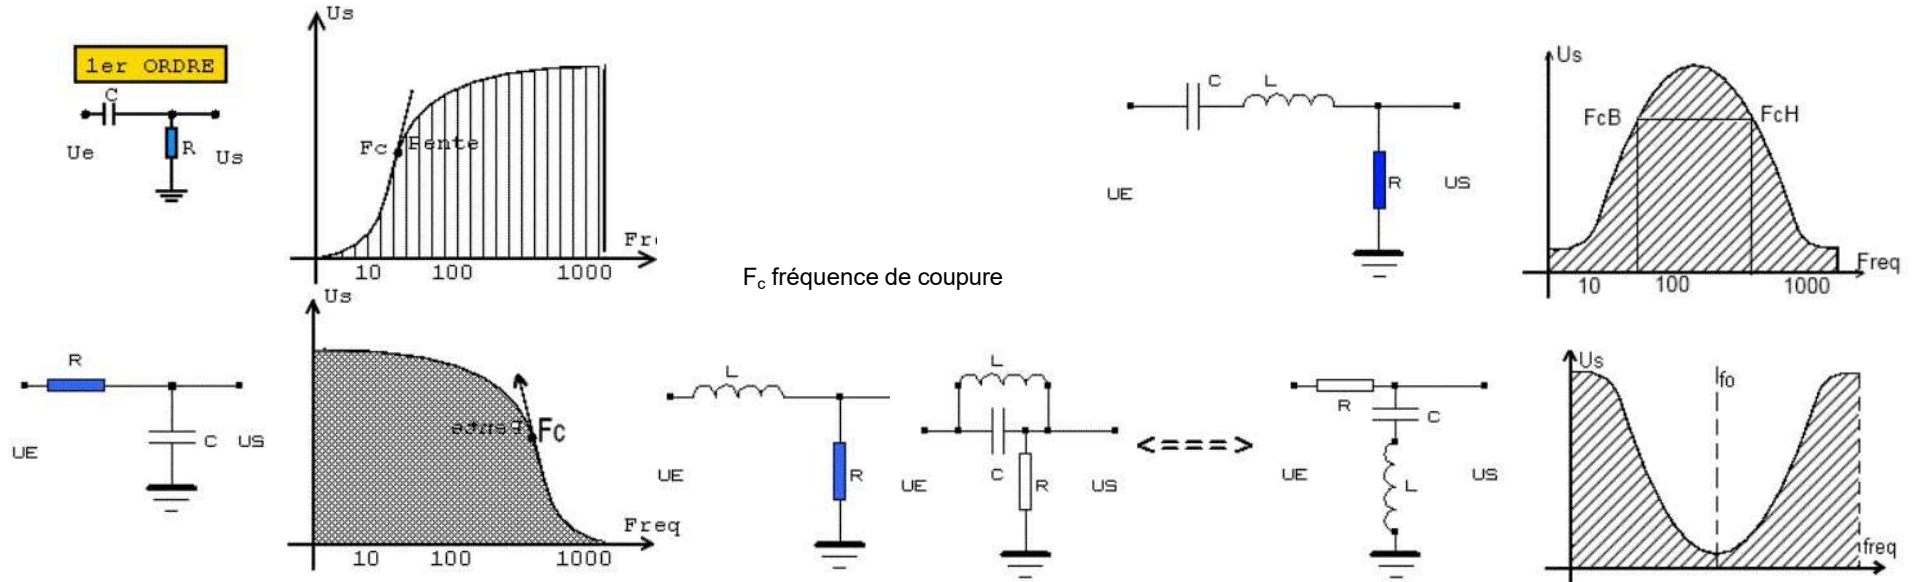 1er ORDRE
C
R
Ue
Us
Us
Fc
Pente
Fr
10 100 1000
Fc fréquence de coupure
C
L
R
UE
US
Us
FcB
FcH
Freq
10 100 1000
R
C
UE
US
Us
Pente
Fc
Freq
10 100 1000
L
R
UE
L
C
R
UE
US
<===>
R
C
L
UE
US
Us
fo
freq